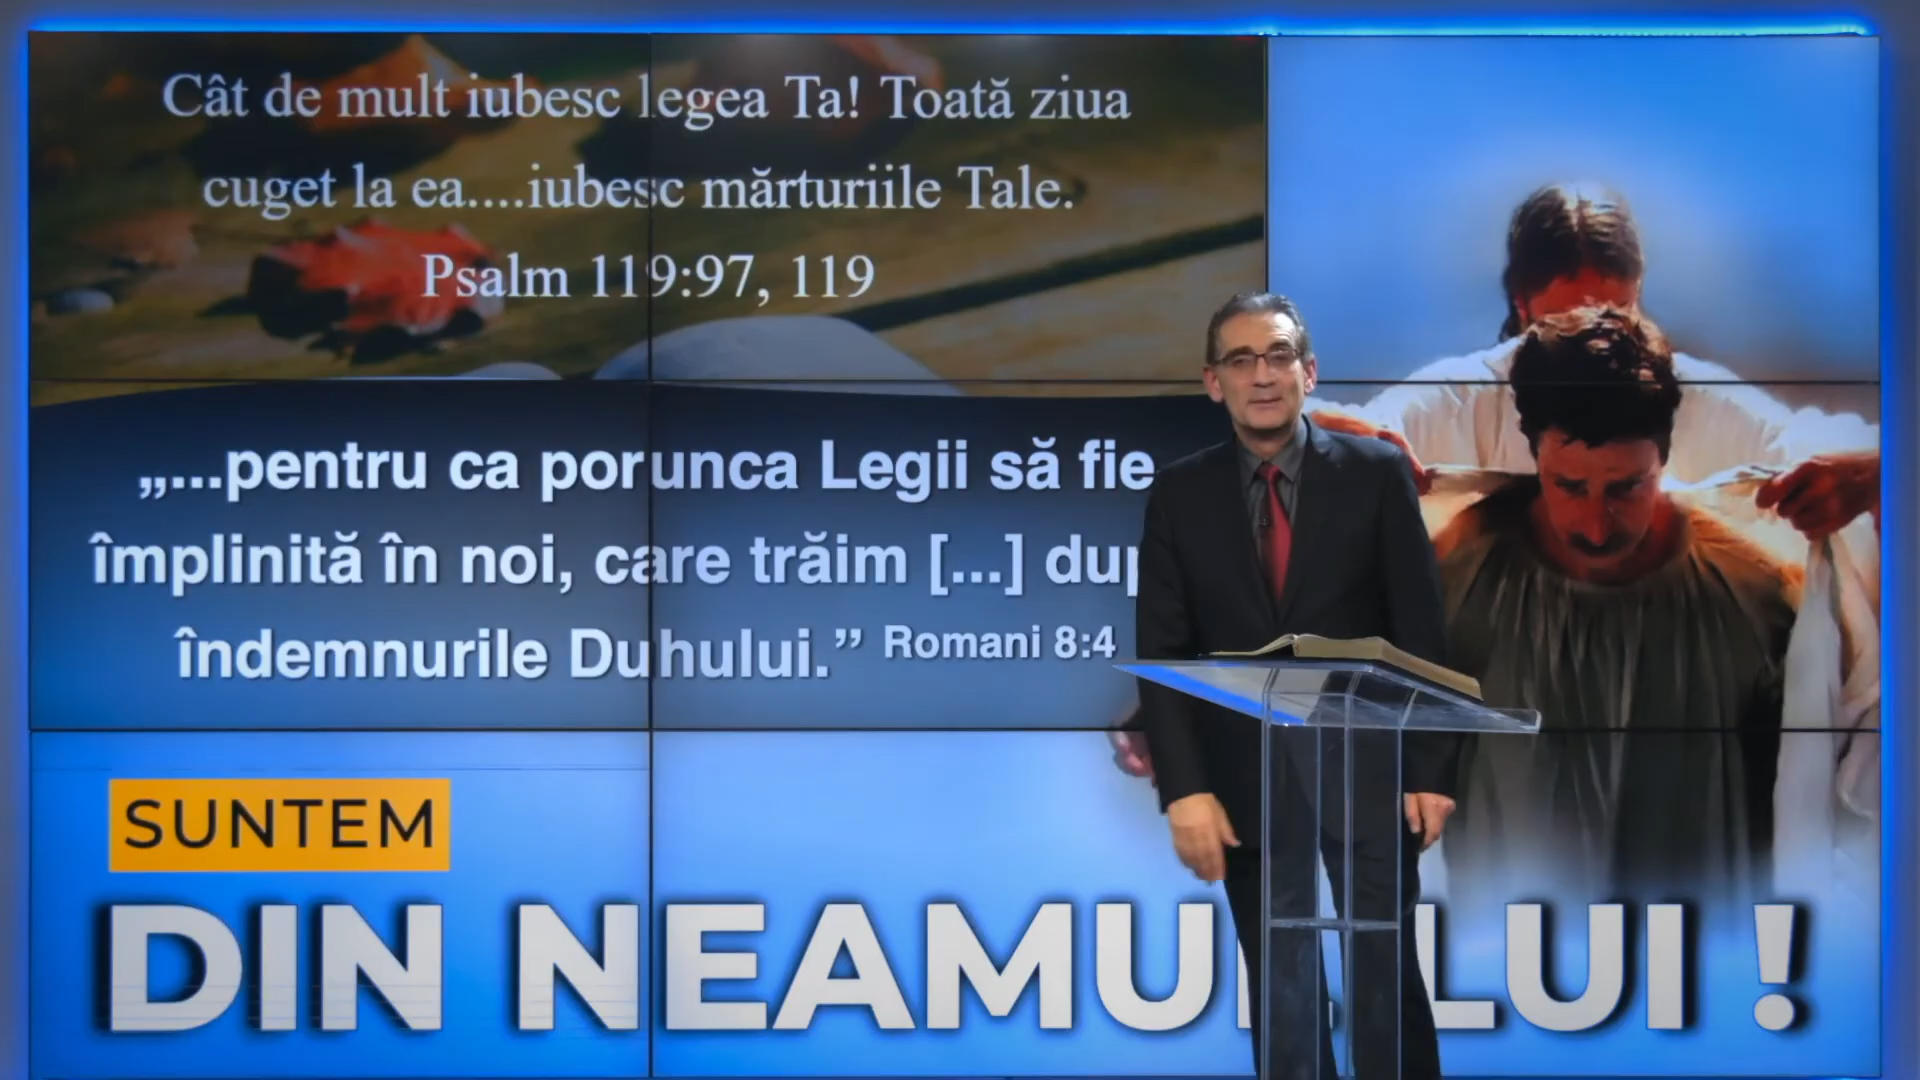 Cât de mult iubesc legea Ta! Toată ziua
cuget la ea....iubesc mărturiile Tale.
Psalm 119:97, 119
„...pentru ca porunca Legii să fie
împlinită în noi, care trăim [...]
îndemnurile Duhului.” Romani 8:4
SUNTEM
DIN NEAMUL LUI !